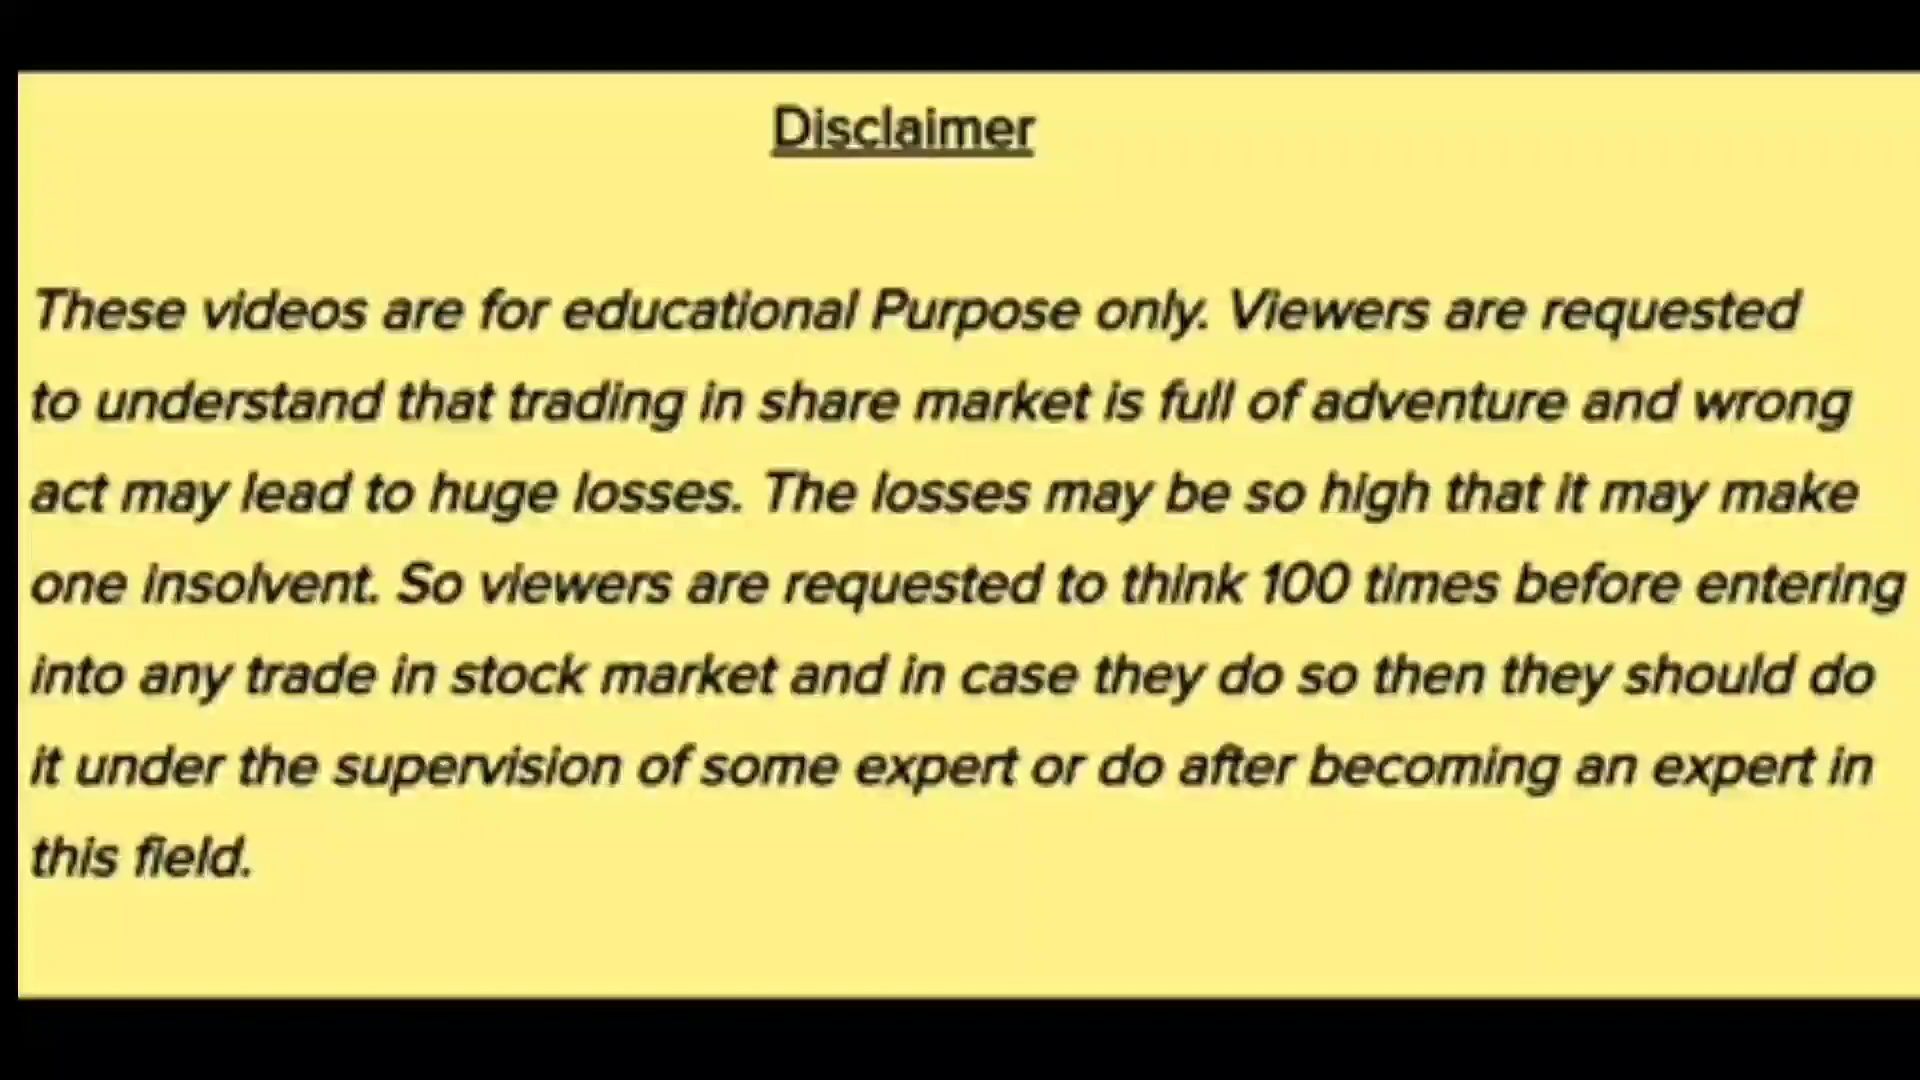 Disclaimer
These videos are for educational Purpose only. Viewers are requested
to understand that trading in share market is full of adventure and wrong
act may lead to huge losses. The losses may be so high that it may make
one insolvent. So viewers are requested to think 100 times before entering
into any trade in stock market and in case they do so then they should do
it under the supervision of some expert or do after becoming an expert in
this field.